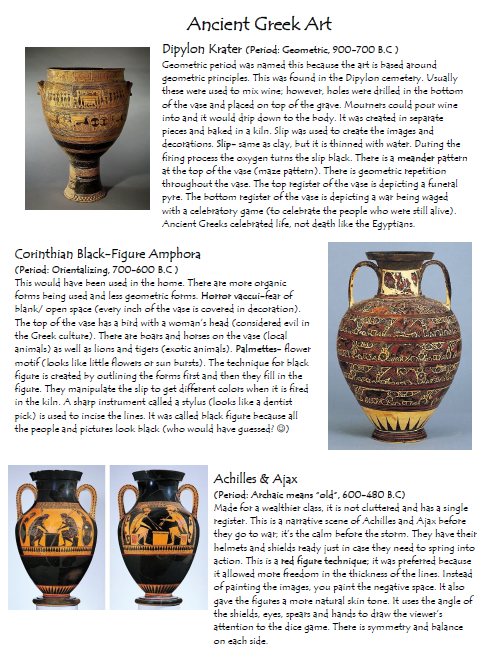 Ancient Greek Art
Dipylon Krater (Period: Geometric, 900-700 B.C )
Geometric period was named this because the art is based around
geometric principles. This was found in the Dipylon cemetery. Usually
these were used to mix wine; however, holes were drilled in the bottom
of the vase and placed on top of the grave. Mourners could pour wine
into and it would drip down to the body. It was created in separate
pieces and baked in a kiln. Slip was used to create the images and
decorations. Slip- same as clay, but it is thinned with water. During the
firing process the oxygen turns the slip black. There is a meander pattern
at the top of the vase (maze pattern). There is geometric repetition
throughout the vase. The top register of the vase is depicting a funeral
pyre. The bottom register of the vase is depicting a war being waged
with a celebratory game (to celebrate the people who were still alive).
Ancient Greeks celebrated life, not death like the Egyptians.
Corinthian Black-Figure Amphora
(Period: Orientalizing, 700-600 B.C )
This would have been used in the home. There are more organic
forms being used and less geometric forms. Horror vaccui-fear of
blank/ open space (every inch of the vase is covered in decoration).
The top of the vase has a bird with a woman's head (considered evil in
the Greek culture). There are boars and horses on the vase (local
animals) as well as lions and tigers (exotic animals). Palmettes- flower
motif (looks like little flowers or sun bursts). The technique for black
figure is created by outlining the forms first and then they fill in the
figure. They manipulate the slip to get different colors when it is fired
in the kiln. A sharp instrument called a stylus (looks like a dentist
pick) is used to incise the lines. It was called black figure because all
the people and pictures look black (who would have guessed! ☺)
Achilles & Ajax
(Period: Archaic means "old", 600-480 B.C)
Made for a wealthier class, it is not cluttered and has a single
register. This is a narrative scene of Achilles and Ajax before
they go to war; it's the calm before the storm. They have their
helmets and shields ready just in case they need to spring into
action. This is a red figure technique; it was preferred because
it allowed more freedom in the thickness of the lines. Instead
of painting the images, you paint the negative space. It also
gave the figures a more natural skin tone. It uses the angle of
the shields, eyes, spears and hands to draw the viewer's
attention to the dice game. There is symmetry and balance
on each side.